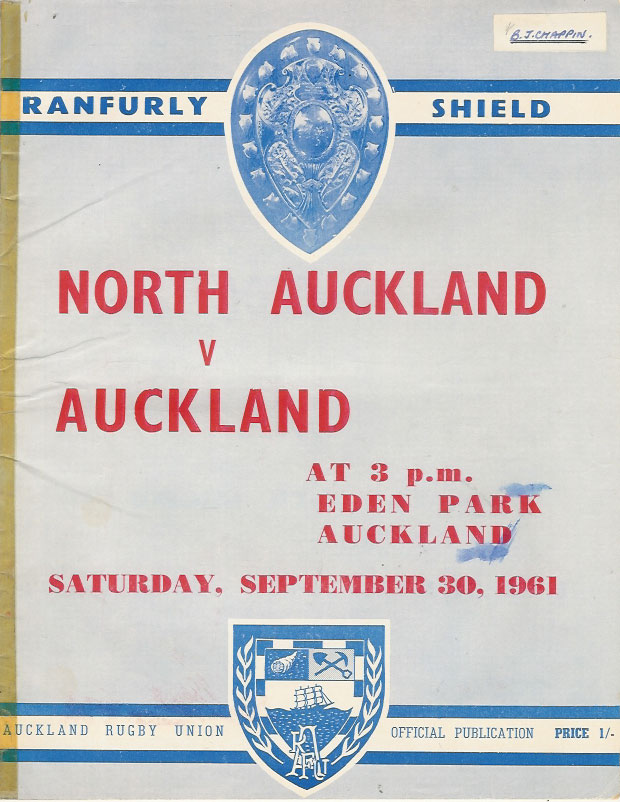 B.J.CHAPPIN.
RANFURLY SHIELD
NORTH AUCKLAND
V
AUCKLAND
AT 3 p.m.
EDEN PARK
AUCKLAND
SATURDAY, SEPTEMBER 30, 1961
AUCKLAND RUGBY UNION OFFICIAL PUBLICATION PRICE 1/-